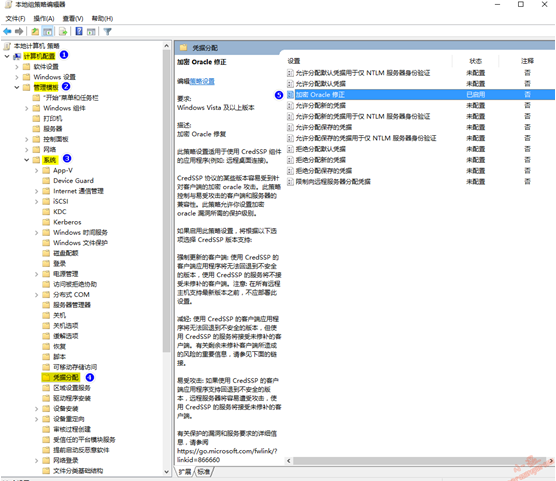 本地组策略编辑器
文件(F) 操作(A) 查看(V) 帮助(H)
本地计算机 策略
计算机配置 1
软件设置
Windows 设置
管理模板 2
"开始"菜单和任务栏
Windows 组件
打印机
服务器
控制面板
网络
系统 3
App-V
Device Guard
Internet 通信管理
iSCSI
KDC
Kerberos
Windows 时间服务
Windows 文件保护
磁盘配额
登录
电源管理
访问被拒绝协助
分布式 COM
服务器管理器
关机
关机选项
缓解选项
恢复
脚本
可移动存储访问
凭据分配 4
区域设置服务
驱动程序安装
设备安装
设备重定向
审核过程创建
受信任的平台模块服务
提前启动反恶意软件
网络登录
文件分类基础结构
凭据分配
加密 Oracle 修正
编辑策略设置
要求:
Windows Vista 及以上版本
描述:
加密 Oracle 修复
此策略设置适用于使用 CredSSP 组件
的应用程序(例如: 远程桌面连接)。
CredSSP 协议的某些版本容易受到针
对客户端的加密 oracle 攻击。此策略
控制与易受攻击的客户端和服务器的
兼容性。此策略允许你设置加密
oracle 漏洞所需的保护级别。
如果启用此策略设置，将根据以下选
项选择 CredSSP 版本支持:
强制更新的客户端: 使用 CredSSP 的
客户端应用程序将无法回退到不安全
的版本，使用 CredSSP 的服务将不接
受未修补的客户端。注意: 在所有远程
主机支持最新版本之前，不应部署此
设置。
减轻: 使用 CredSSP 的客户端应用程
序将无法回退到不安全的版本，但使
用 CredSSP 的服务将接受未修补的客
户端。有关剩余未修补客户端所造成
的风险的重要信息，请参见下面的链
接。
易受攻击: 如果使用 CredSSP 的客户
端应用程序支持回退到不安全的版
本，远程服务器将容易遭受攻击，使
用 CredSSP 的服务将接受未修补的客
户端。
有关保护的漏洞和服务要求的详细信
息，请参阅
https://go.microsoft.com/fwlink/?
linkid=866660
设置 状态 注释
允许分配默认凭据用于仅 NTLM 服务器身份验证 未配置 否
允许分配默认凭据 未配置 否
5 加密 Oracle 修正 已启用 否
允许分配新的凭据 未配置 否
允许分配新的凭据用于仅 NTLM 服务器身份验证 未配置 否
允许分配保存的凭据 未配置 否
允许分配保存的凭据用于仅 NTLM 服务器身份验证 未配置 否
拒绝分配默认凭据 未配置 否
拒绝分配新的凭据 未配置 否
拒绝分配保存的凭据 未配置 否
限制向远程服务器分配凭据 未配置 否
扩展 标准